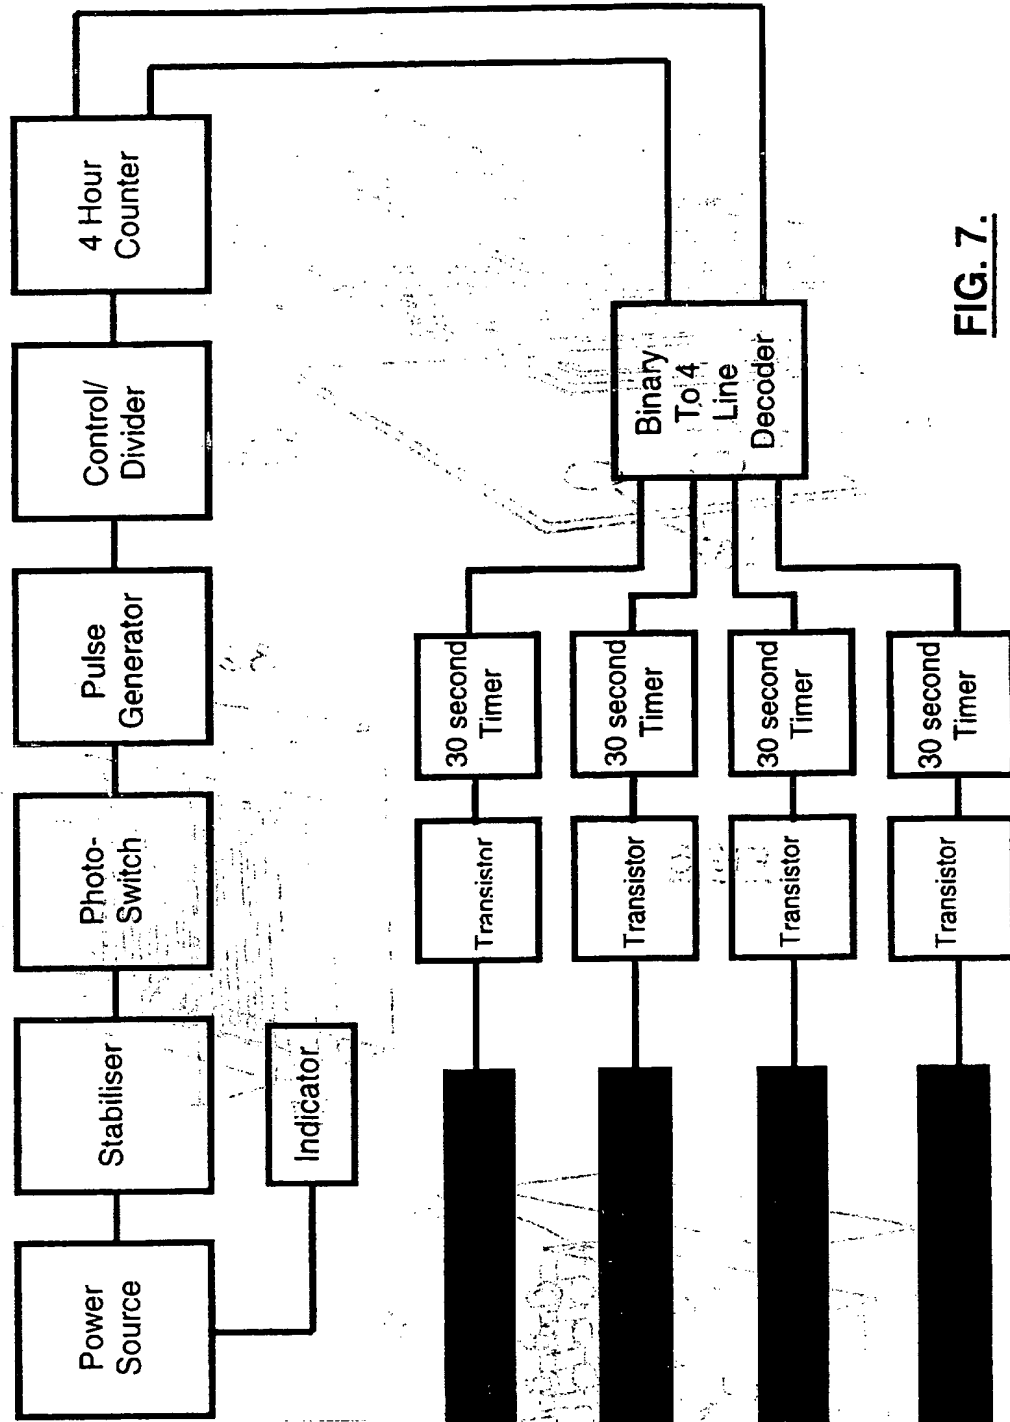 Power
Source
Stabiliser
Photo-
Switch
Pulse
Generator
Control/
Divider
4 Hour
Counter
Indicator
Binary
To 4
Line
Decoder
Transistor
30 second
Timer
Transistor
30 second
Timer
Transistor
30 second
Timer
Transistor
30 second
Timer
FIG. 7.